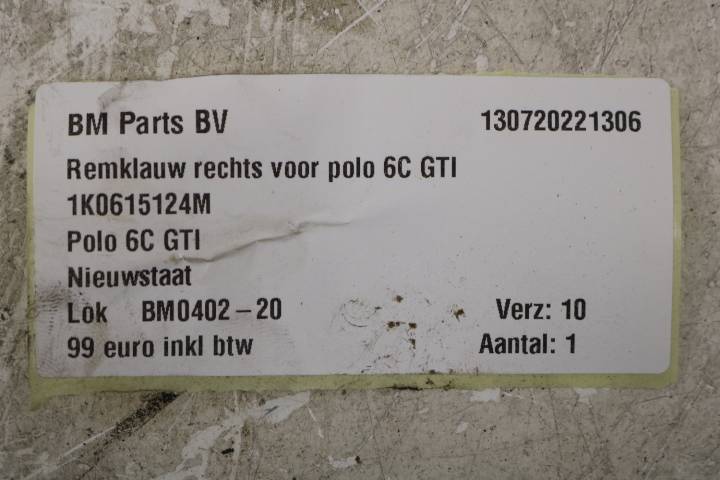 BM Parts BV 130720221306
Remklauw rechts voor polo 6C GTI
1K0615124M
Polo 6C GTI
Nieuwstaat
Lok BM0402-20 Verz: 10
99 euro inkl btw Aantal: 1